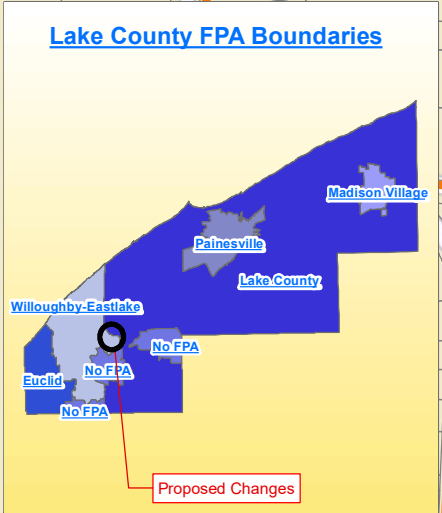 Lake County FPA Boundaries
Madison Village
Painesville
Lake County
Willoughby-Eastlake
No FPA
No FPA
Euclid
No FPA
Proposed Changes